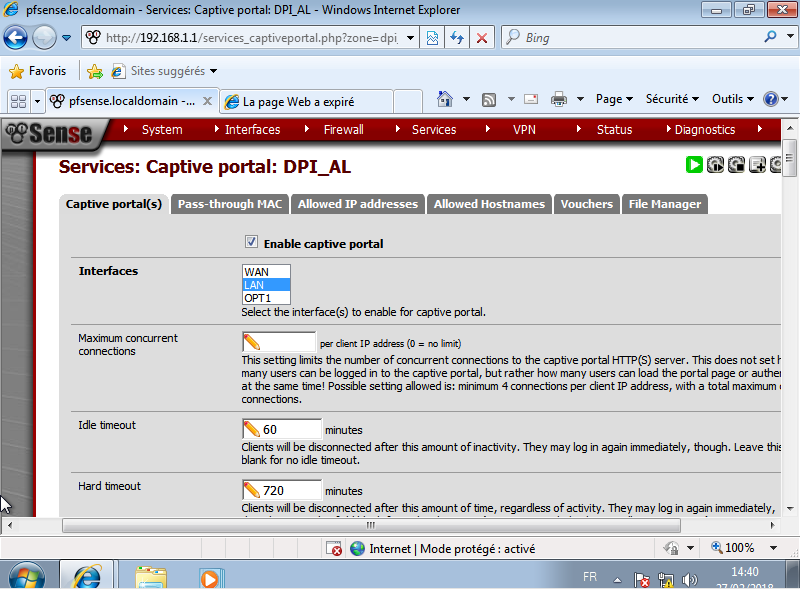 pfsense.localdomain - Services: Captive portal: DPI_AL - Windows Internet Explorer
http://192.168.1.1/services_captiveportal.php?zone=dpi_
Bing
Favoris
Sites suggérés
pfsense.localdomain -...
La page Web a expiré
Page
Sécurité
Outils
Sense
System
Interfaces
Firewall
Services
VPN
Status
Diagnostics
Services: Captive portal: DPI_AL
Captive portal(s)
Pass-through MAC
Allowed IP addresses
Allowed Hostnames
Vouchers
File Manager
Enable captive portal
Interfaces
WAN
LAN
OPT1
Select the interface(s) to enable for captive portal.
Maximum concurrent
connections
per client IP address (0 = no limit)
This setting limits the number of concurrent connections to the captive portal HTTP(S) server. This does not set
many users can be logged in to the captive portal, but rather how many users can load the portal page or
at the same time! Possible setting allowed is: minimum 4 connections per client IP address, with a total maximum
connections.
Idle timeout
60 minutes
Clients will be disconnected after this amount of inactivity. They may log in again immediately, though. Leave this
blank for no idle timeout.
Hard timeout
720 minutes
Clients will be disconnected after this amount of time, regardless of activity. They may log in again immediately,
Internet | Mode protégé : activé
100%
FR
14:40
27/02/2018